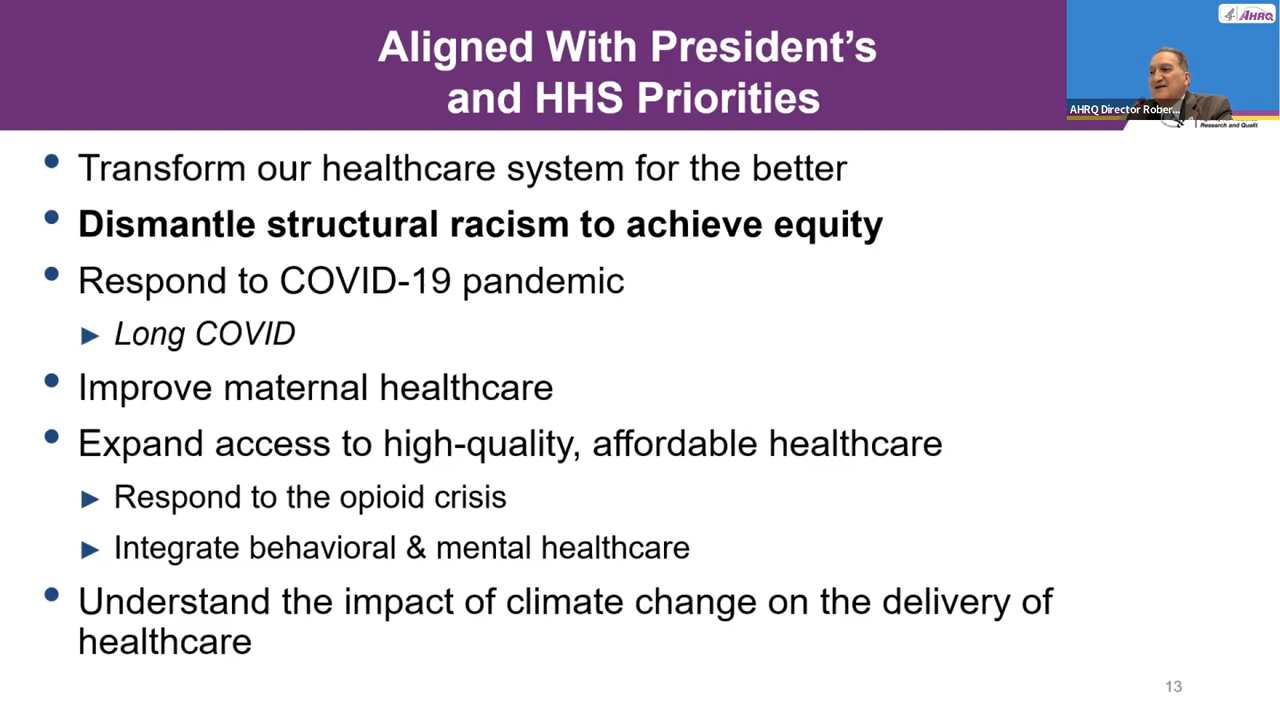 Aligned With President's
and HHS Priorities
AHRQ
AHRQ Director Rober...
Research and Qualit
• Transform our healthcare system for the better
• Dismantle structural racism to achieve equity
• Respond to COVID-19 pandemic
► Long COVID
• Improve maternal healthcare
• Expand access to high-quality, affordable healthcare
► Respond to the opioid crisis
► Integrate behavioral & mental healthcare
• Understand the impact of climate change on the delivery of
healthcare
13